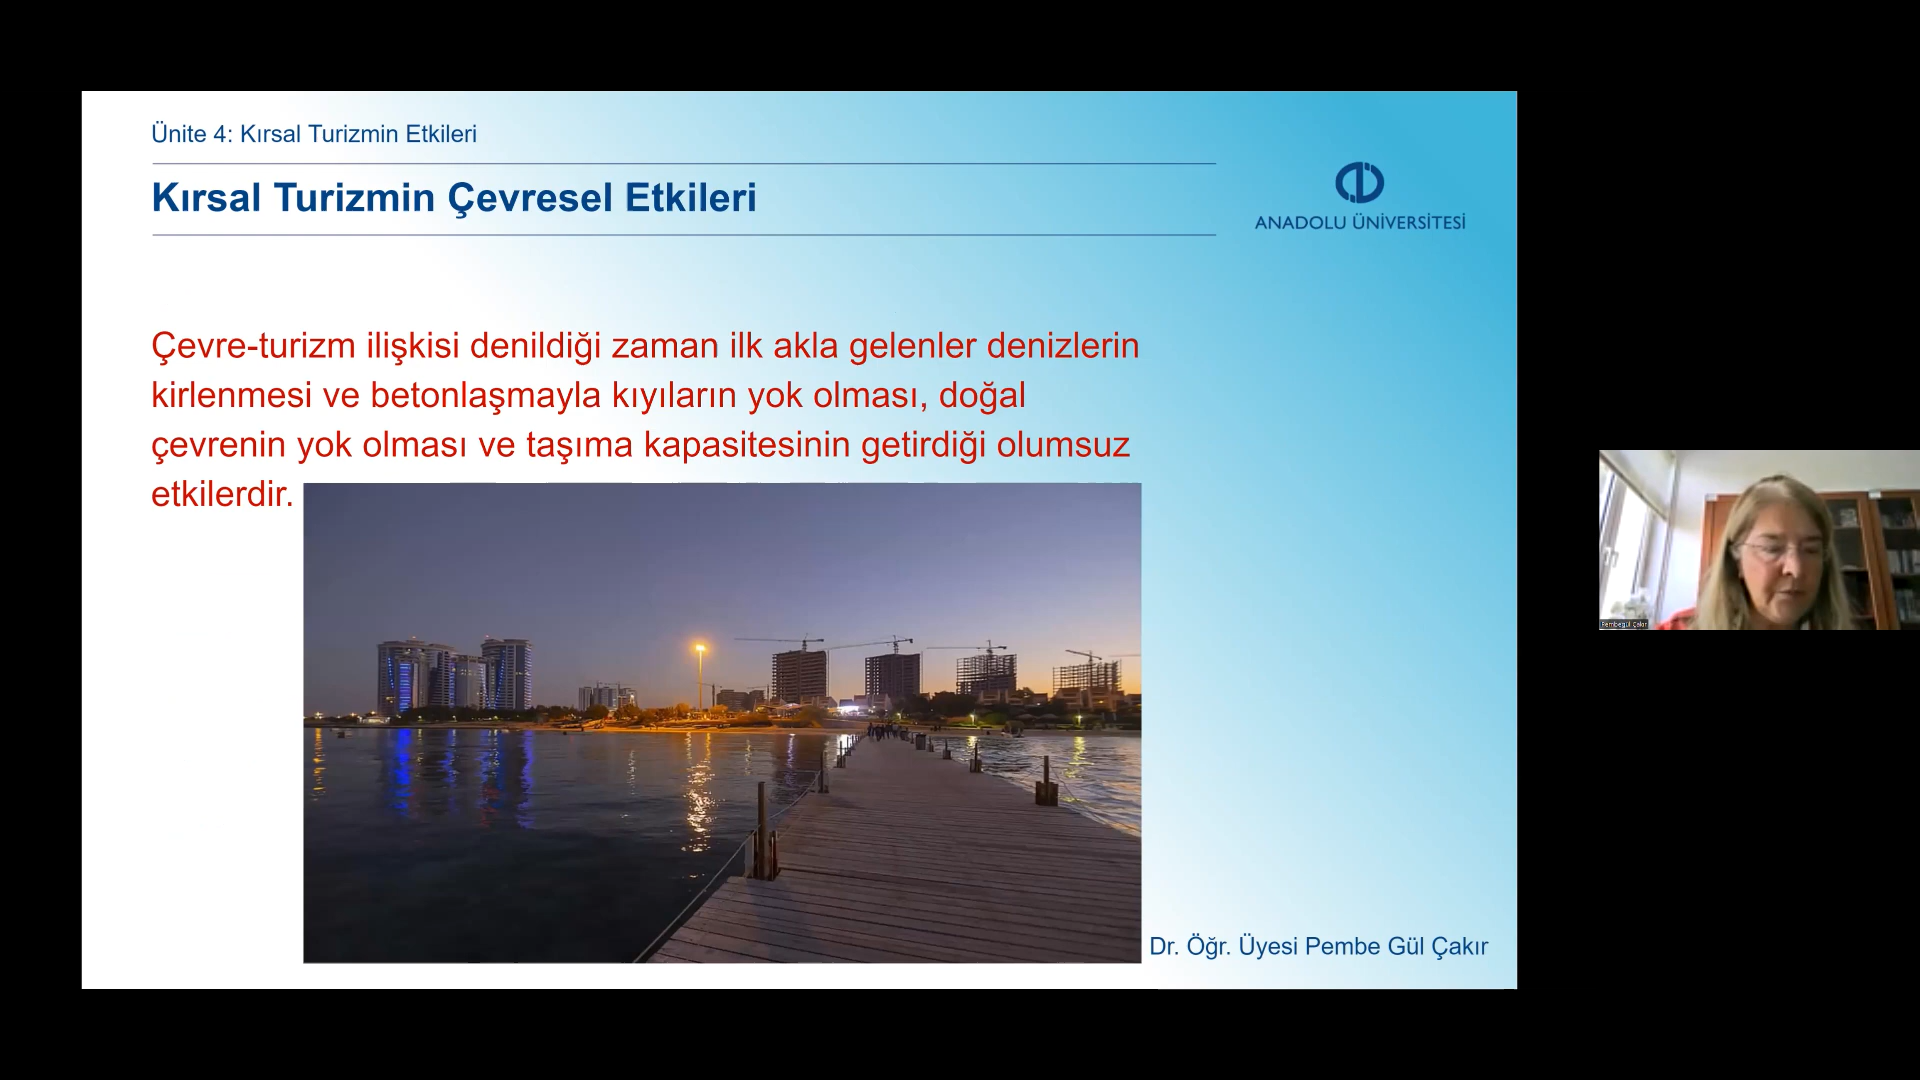 Ünite 4: Kırsal Turizmin Etkileri
Kırsal Turizmin Çevresel Etkileri
ANADOLU ÜNİVERSİTESİ
Çevre-turizm ilişkisi denildiği zaman ilk akla gelenler denizlerin
kirlenmesi ve betonlaşmayla kıyıların yok olması, doğal
çevrenin yok olması ve taşıma kapasitesinin getirdiği olumsuz
etkilerdir.
Dr. Öğr. Üyesi Pembe Gül Çakır
Pembegül Çakır